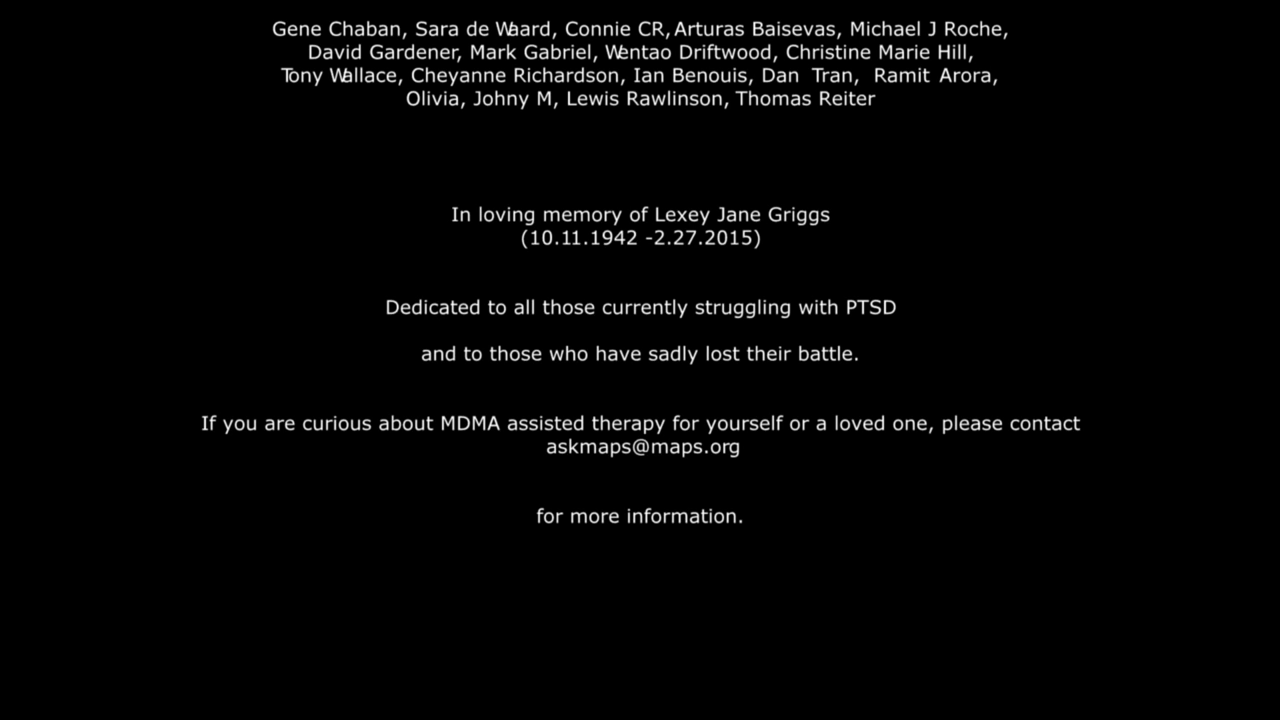 Gene Chaban, Sara de Waard, Connie CR, Arturas Baisevas, Michael J Roche,
David Gardener, Mark Gabriel, Wentao Driftwood, Christine Marie Hill,
Tony Wallace, Cheyanne Richardson, Ian Benouis, Dan Tran, Ramit Arora,
Olivia, Johny M, Lewis Rawlinson, Thomas Reiter
In loving memory of Lexey Jane Griggs
(10.11.1942 -2.27.2015)
Dedicated to all those currently struggling with PTSD
and to those who have sadly lost their battle.
If you are curious about MDMA assisted therapy for yourself or a loved one, please contact
askmaps@maps.org
for more information.